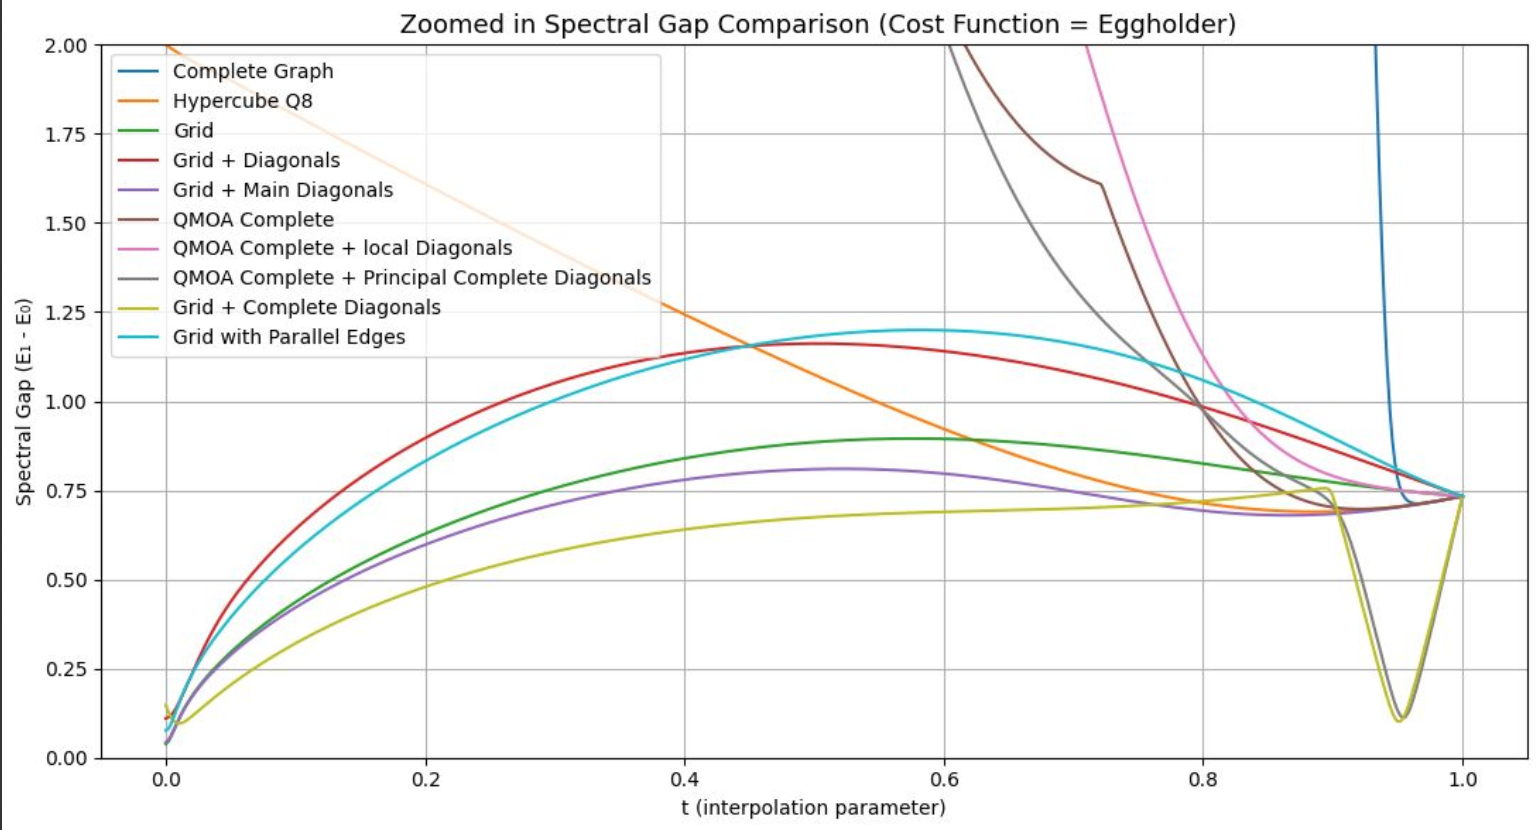 Zoomed in Spectral Gap Comparison (Cost Function = Eggholder)
Spectral Gap (E₁ - E₀)
2.00
1.75
1.50
1.25
1.00
0.75
0.50
0.25
0.00
Complete Graph
Hypercube Q8
Grid
Grid + Diagonals
Grid + Main Diagonals
QMOA Complete
QMOA Complete + local Diagonals
QMOA Complete + Principal Complete Diagonals
Grid + Complete Diagonals
Grid with Parallel Edges
0.0 0.2 0.4 0.6 0.8 1.0
t (interpolation parameter)